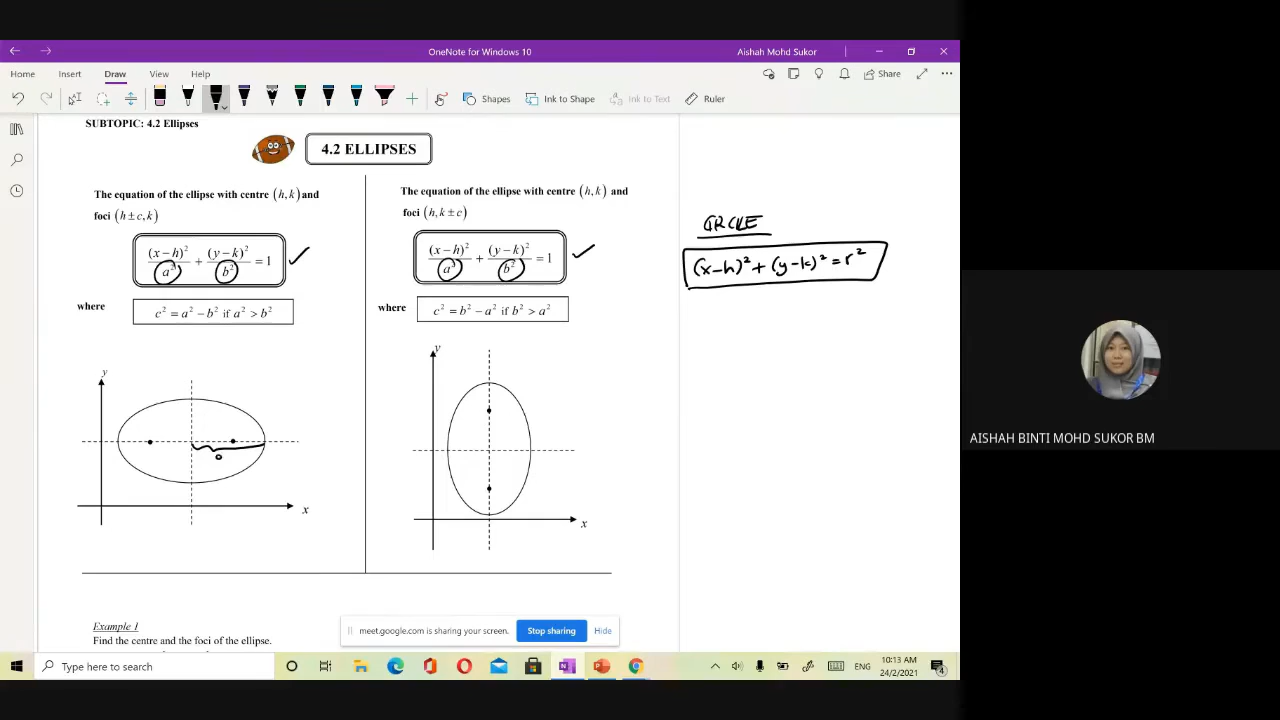 OneNote for Windows 10
Aishah Mohd Sukor
Home Insert Draw View Help
Share
Shapes Ink to Shape Ink to Text Ruler
SUBTOPIC: 4.2 Ellipses
4.2 ELLIPSES
The equation of the ellipse with centre (h, k) and
foci (h ± c, k)
(x−h)²/a² + (y−k)²/b² = 1
where
c² = a² − b² if a² > b²
y
x
The equation of the ellipse with centre (h, k) and
foci (h, k ± c)
(x−h)²/a² + (y−k)²/b² = 1
where
c² = b² − a² if b² > a²
y
x
CIRCLE
(x−h)² + (y−k)² = r²
Example 1
Find the centre and the foci of the ellipse.
meet.google.com is sharing your screen. Stop sharing Hide
AISHAH BINTI MOHD SUKOR BM
Type here to search
ENG
10:13 AM
24/2/2021
4